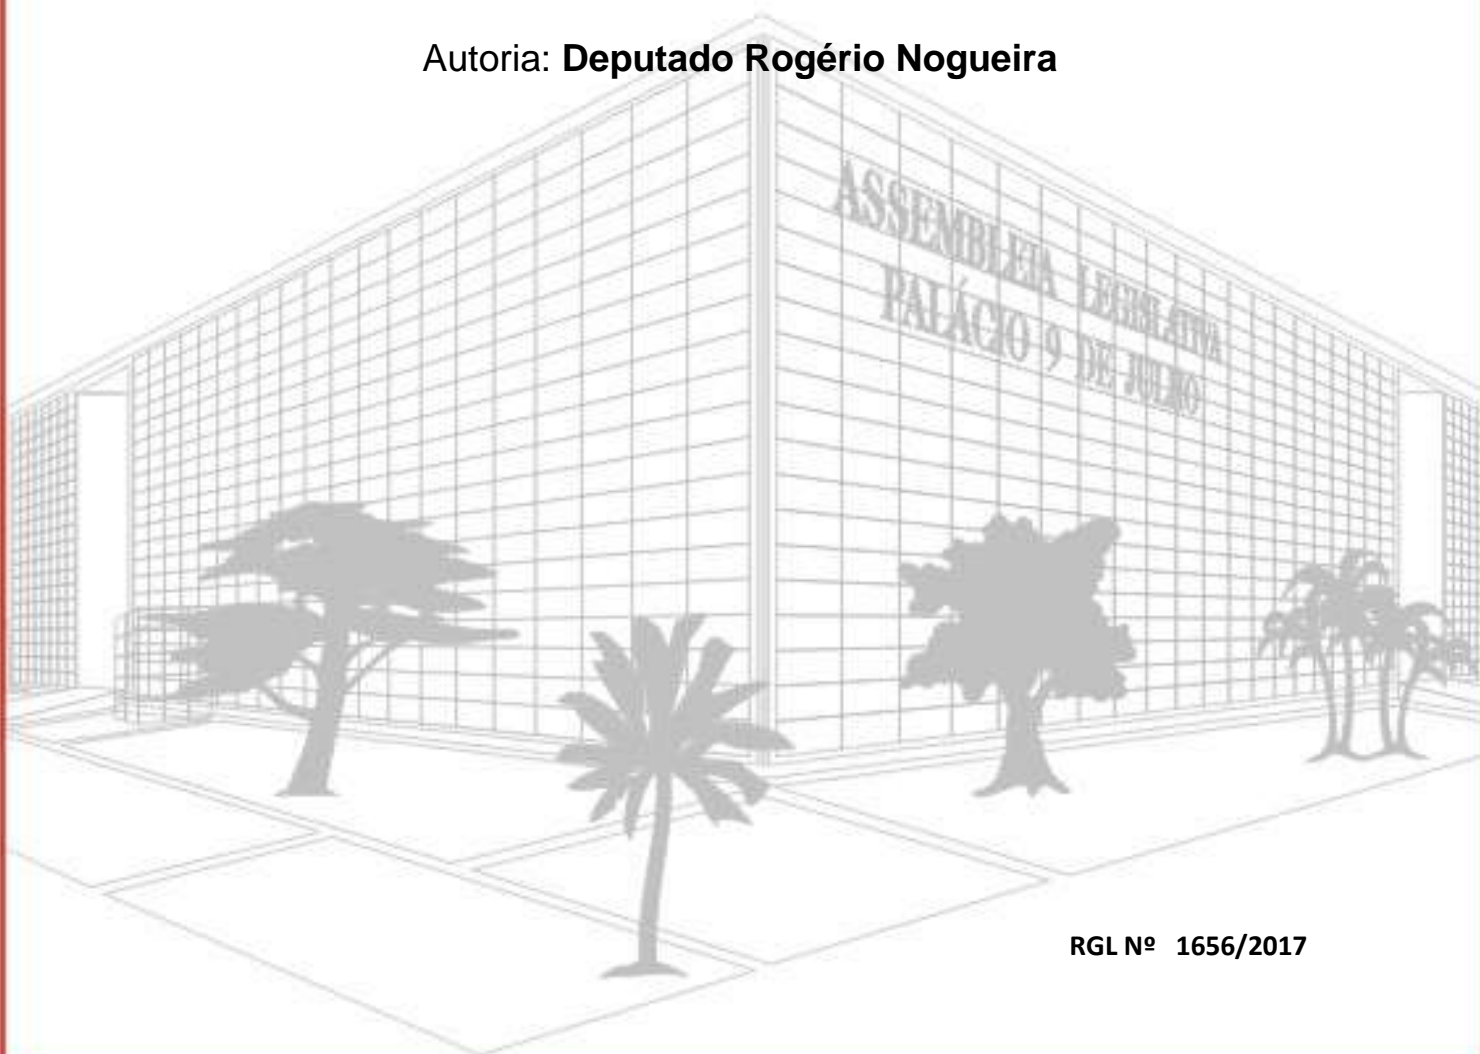 Autoria: Deputado Rogério Nogueira
ASSEMBLEIA LEGISLATIVA
PALÁCIO 9 DE JULHO
RGL Nº 1656/2017